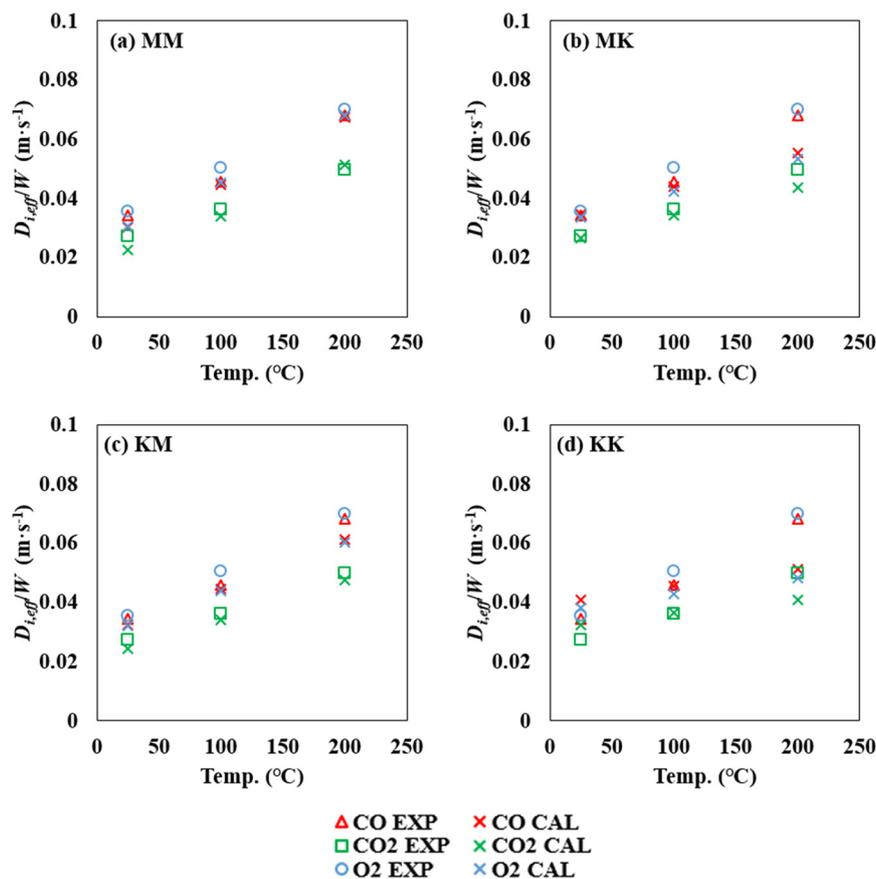 (a) MM
0.1
0.08
0.06
0.04
0.02
0
D_{i,eff}/W (m·s⁻¹)
0 50 100 150 200 250
Temp. (°C)
(b) MK
0.1
0.08
0.06
0.04
0.02
0
D_{i,eff}/W (m·s⁻¹)
0 50 100 150 200 250
Temp. (°C)
(c) KM
0.1
0.08
0.06
0.04
0.02
0
D_{i,eff}/W (m·s⁻¹)
0 50 100 150 200 250
Temp. (°C)
(d) KK
0.1
0.08
0.06
0.04
0.02
0
D_{i,eff}/W (m·s⁻¹)
0 50 100 150 200 250
Temp. (°C)
CO EXP CO CAL
CO2 EXP CO2 CAL
O2 EXP O2 CAL